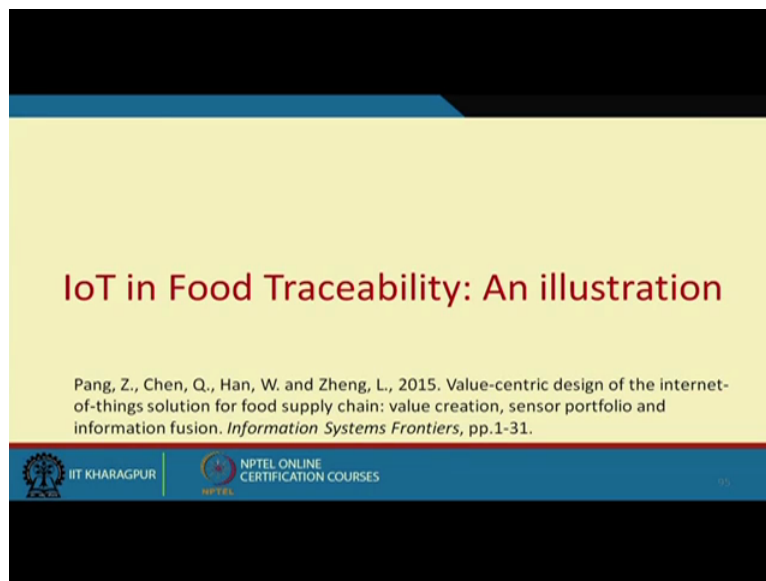 IoT in Food Traceability: An illustration
Pang, Z., Chen, Q., Han, W. and Zheng, L., 2015. Value-centric design of the internet-
of-things solution for food supply chain: value creation, sensor portfolio and
information fusion. Information Systems Frontiers, pp.1-31.
IIT KHARAGPUR
NPTEL
NPTEL ONLINE
CERTIFICATION COURSES
95